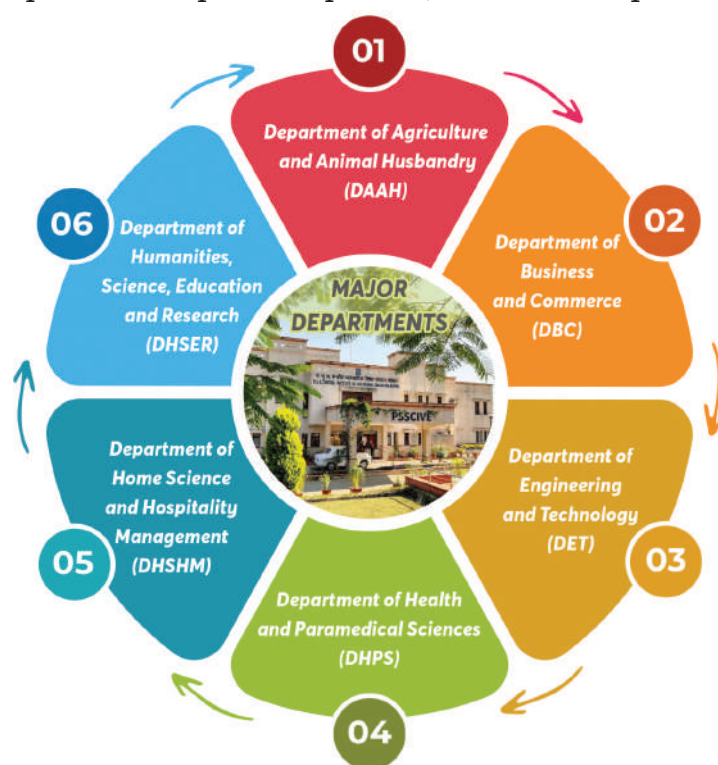 01
Department of Agriculture
and Animal Husbandry
(DAAH)
02
Department of
Business
and Commerce
(DBC)
03
Department of
Engineering
and Technology
(DET)
04
Department of Health
and Paramedical Sciences
(DHPS)
05
Department of
Home Science
and Hospitality
Management
(DHSHM)
06
Department of
Humanities,
Science, Education
and Research
(DHSER)
MAJOR
DEPARTMENTS
PSSCIVE